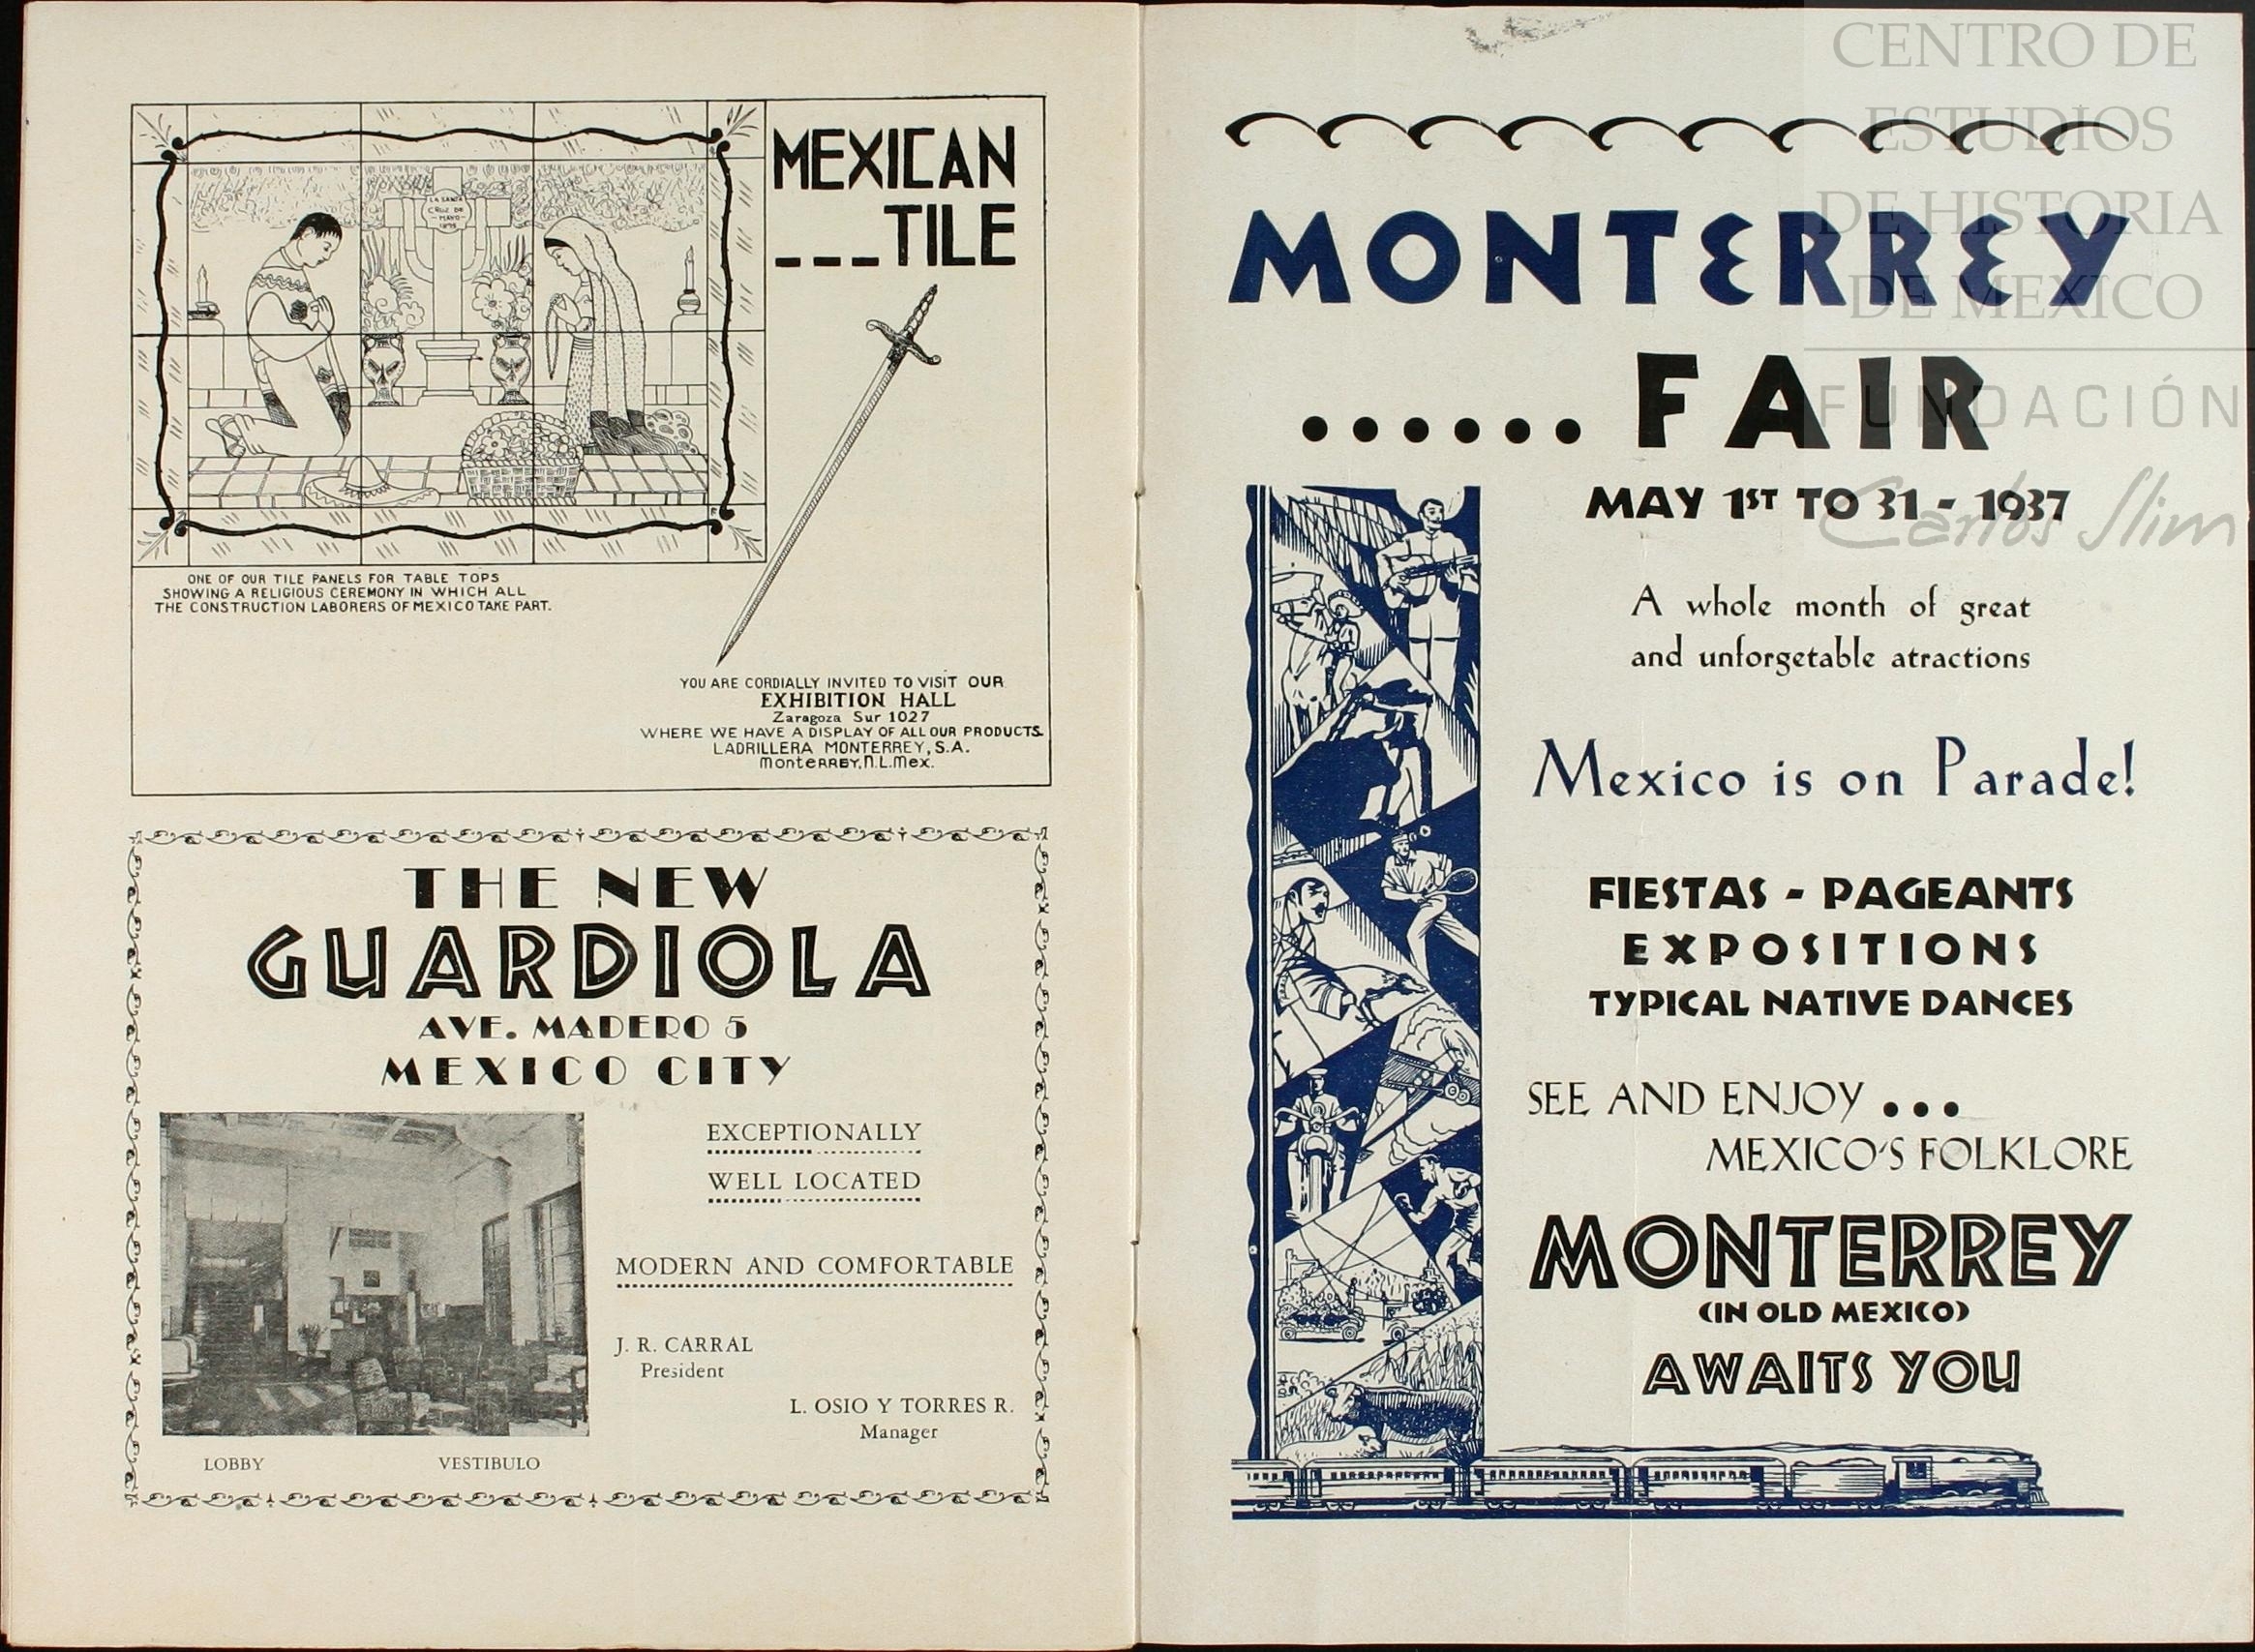 MEXICAN
___TILE
LA SANTA
CRUZ DE
-MAYO-
ONE OF OUR TILE PANELS FOR TABLE TOPS
SHOWING A RELIGIOUS CEREMONY IN WHICH ALL
THE CONSTRUCTION LABORERS OF MEXICO TAKE PART.
YOU ARE CORDIALLY INVITED TO VISIT OUR
EXHIBITION HALL
Zaragoza Sur 1027
WHERE WE HAVE A DISPLAY OF ALL OUR PRODUCTS
LADRILLERA MONTERREY, S.A.
MonteRREY, N.L. Mex.
THE NEW
GUARDIOLA
AVE. MADERO 5
MEXICO CITY
EXCEPTIONALLY
WELL LOCATED
MODERN AND COMFORTABLE
J. R. CARRAL
President
L. OSIO Y TORRES R.
Manager
LOBBY VESTIBULO
MONTERREY
...... FAIR
MAY 1ST TO 31 - 1937
A whole month of great
and unforgetable atractions
Mexico is on Parade!
FIESTAS - PAGEANTS
EXPOSITIONS
TYPICAL NATIVE DANCES
SEE AND ENJOY ...
MEXICO'S FOLKLORE
MONTERREY
(IN OLD MEXICO)
AWAITS YOU
CENTRO DE
ESTUDIOS
DE HISTORIA
DE MEXICO
FUNDACIÓN
Carlos Slim